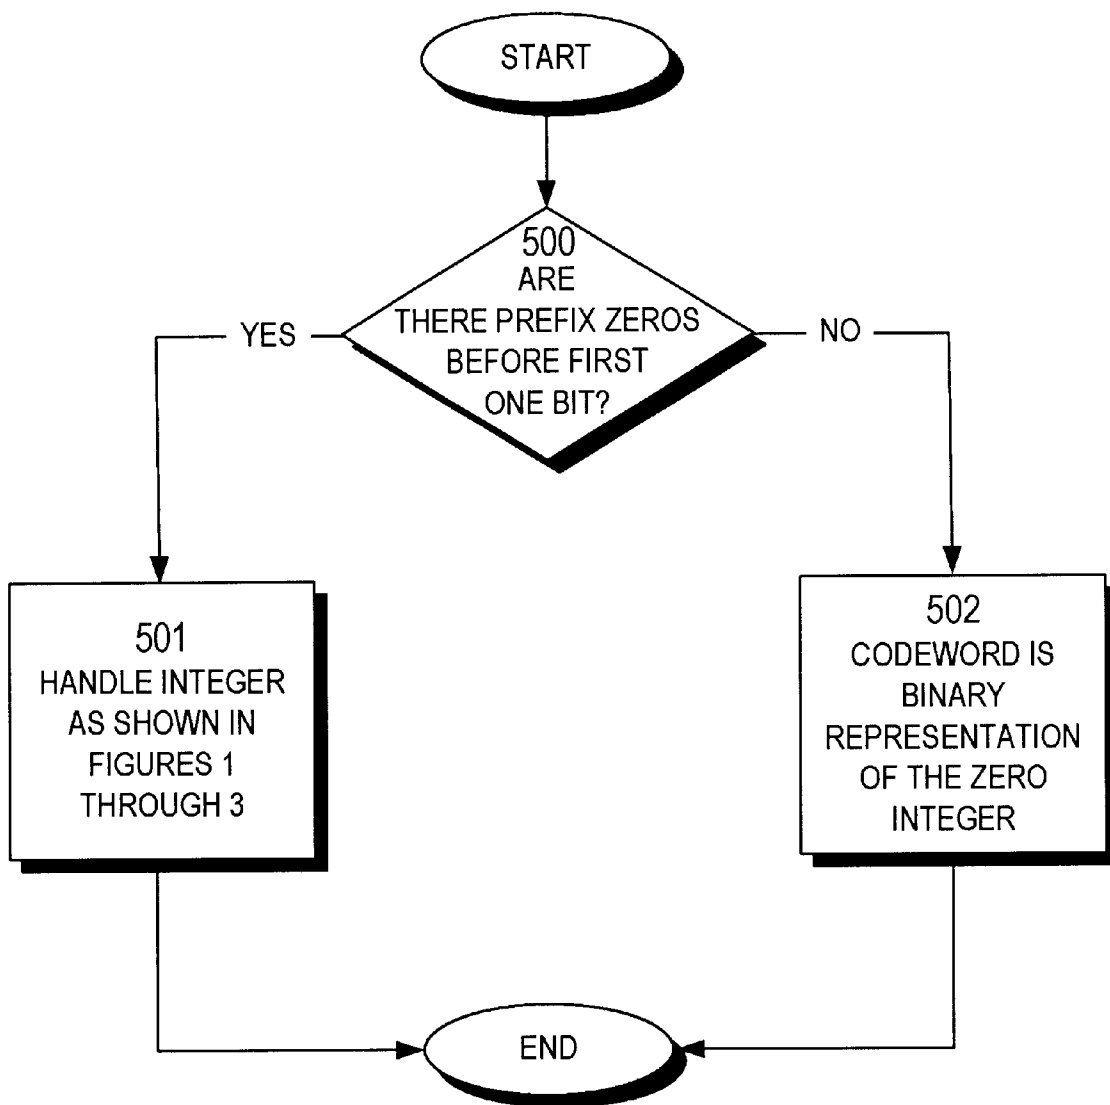 START
500
ARE
THERE PREFIX ZEROS
BEFORE FIRST
ONE BIT?
YES
NO
501
HANDLE INTEGER
AS SHOWN IN
FIGURES 1
THROUGH 3
502
CODEWORD IS
BINARY
REPRESENTATION
OF THE ZERO
INTEGER
END